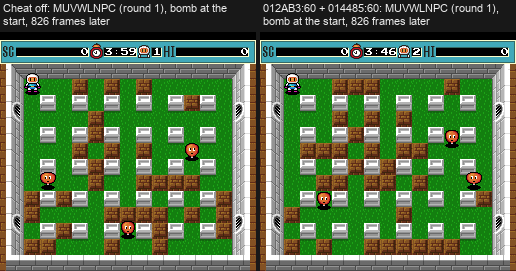 Cheat off: MUVWLNPC (round 1), bomb at the start, 826 frames later
SC 0 3:59 1 HI 0
012AB3:60 + 014485:60: MUVWLNPC (round 1), bomb at the start, 826 frames later
SC 0 3:46 2 HI 0